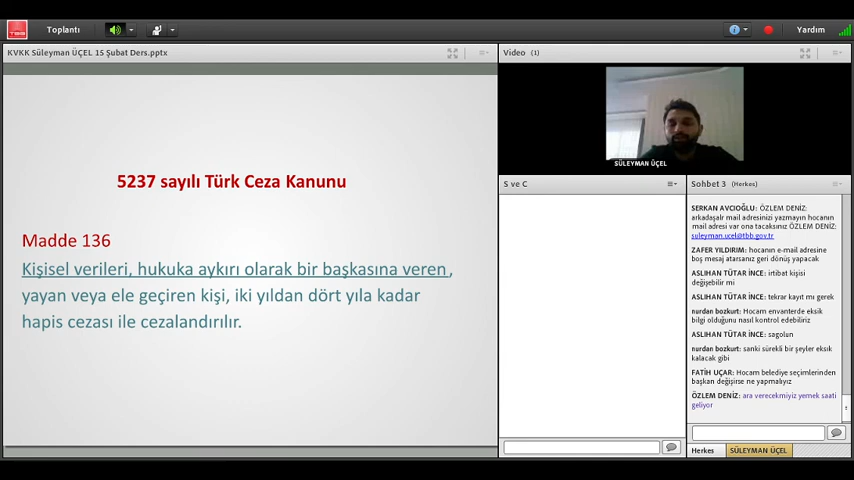 Toplantı
Yardım
KVKK Süleyman ÜÇEL 15 Şubat Ders.pptx
5237 sayılı Türk Ceza Kanunu
Madde 136
Kişisel verileri, hukuka aykırı olarak bir başkasına veren,
yayan veya ele geçiren kişi, iki yıldan dört yıla kadar
hapis cezası ile cezalandırılır.
Video (1)
SÜLEYMAN ÜÇEL
S ve C
Sohbet 3 (Herkes)
SERKAN AVCIOĞLU: ÖZLEM DENİZ:
arkadaşalr mail adresinizi yazmayın hocanın
mail adresi var ona tacaksınız ÖZLEM DENİZ:
suleyman.ucel@tbb.gov.tr
ZAFER YILDIRIM: hocanın e-mail adresine
boş mesaj atarsanız geri dönüş yapacak
ASLIHAN TÜTAR İNCE: irtibat kişisi
değişebilir mi
ASLIHAN TÜTAR İNCE: tekrar kayıt mı gerek
nurdan bozkurt: Hocam envanterde eksik
bilgi olduğunu nasıl kontrol edebiliriz
ASLIHAN TÜTAR İNCE: sagolun
nurdan bozkurt: sanki sürekli bir şeyler eksik
kalacak gibi
FATİH UÇAR: Hocam belediye seçimlerinden
başkan değişirse ne yapmalıyız
ÖZLEM DENİZ: ara verecekmiyiz yemek saati
geliyor
Herkes
SÜLEYMAN ÜÇEL